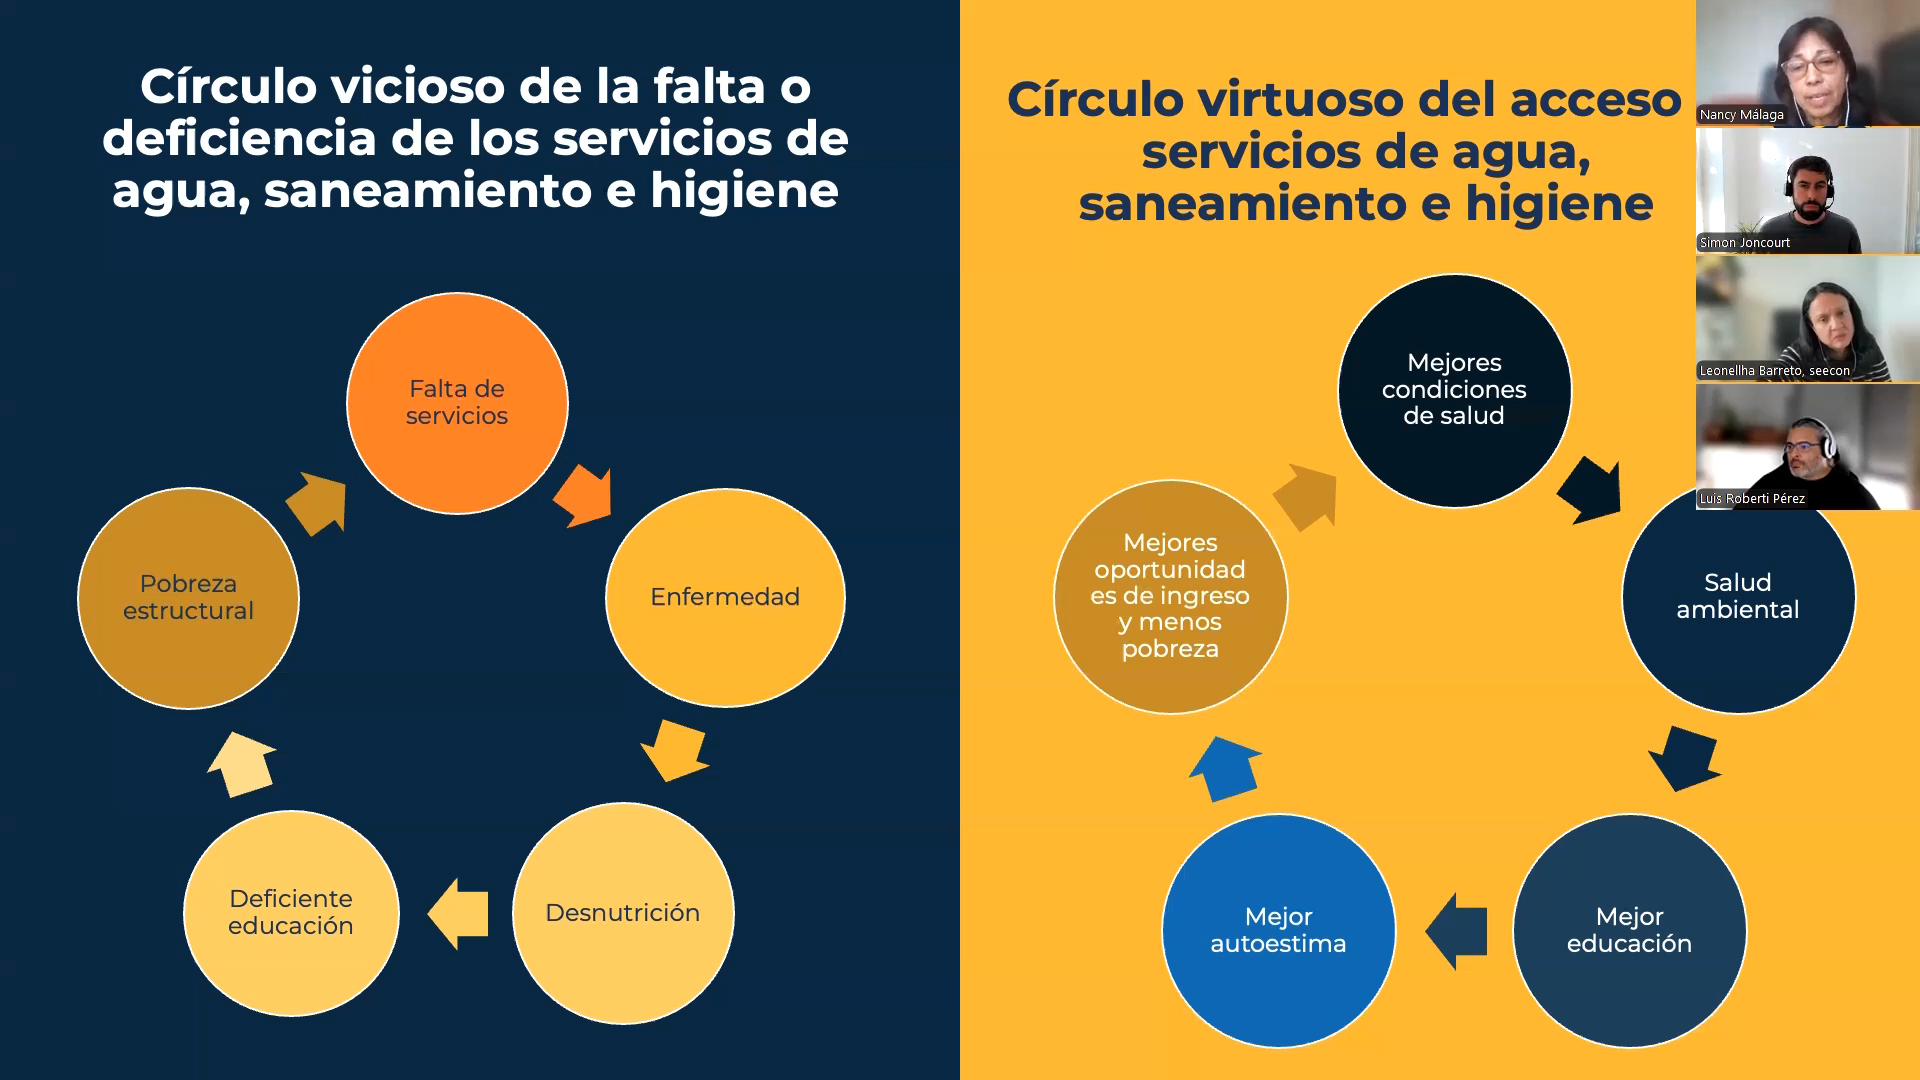 Círculo vicioso de la falta o
deficiencia de los servicios de
agua, saneamiento e higiene
Falta de
servicios
Enfermedad
Desnutrición
Deficiente
educación
Pobreza
estructural
Círculo virtuoso del acceso
servicios de agua,
saneamiento e higiene
Mejores
condiciones
de salud
Salud
ambiental
Mejor
educación
Mejor
autoestima
Mejores
oportunidad
es de ingreso
y menos
pobreza
Nancy Málaga
Simon Joncourt
Leonellha Barreto, seecon
Luis Roberti Pérez